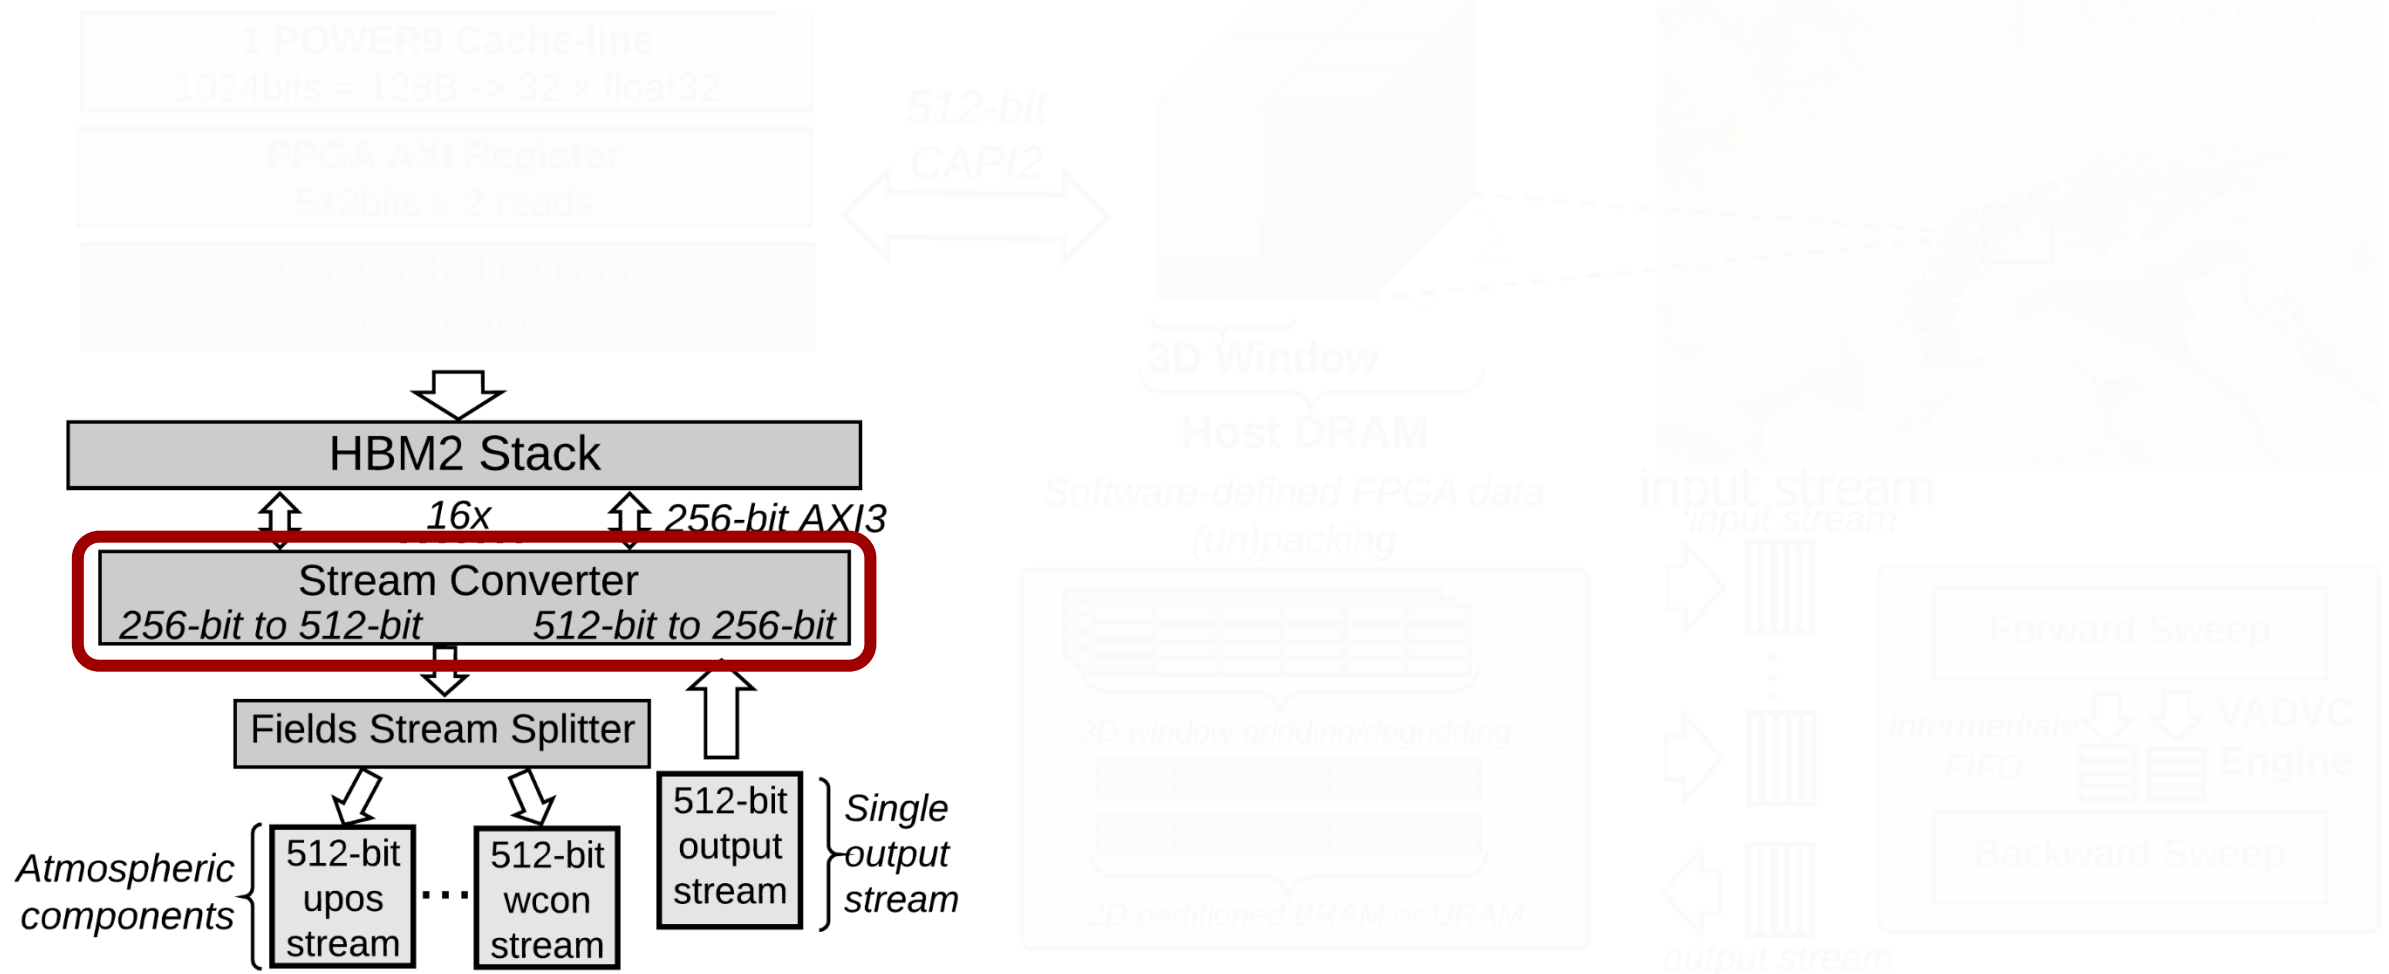 1 POWER9 Cache-line
1024bits = 128B -> 32 x float32
FPGA AXI Register
512bits x 2 reads
FPGA Cacheline Buffer
32 x float32
512-bit
CAPI2
3D Window
Host DRAM
Software-defined FPGA data
(un)packing
3D window gridding/degridding
2D partitioned BRAM or URAM
input stream
input stream
Forward Sweep
Intermediate
FIFO
VADVC
Engine
Backward Sweep
output stream
HBM2 Stack
16x
256-bit AXI3
Stream Converter
256-bit to 512-bit
512-bit to 256-bit
Fields Stream Splitter
Atmospheric
components
512-bit
upos
stream
...
512-bit
wcon
stream
512-bit
output
stream
Single
output
stream